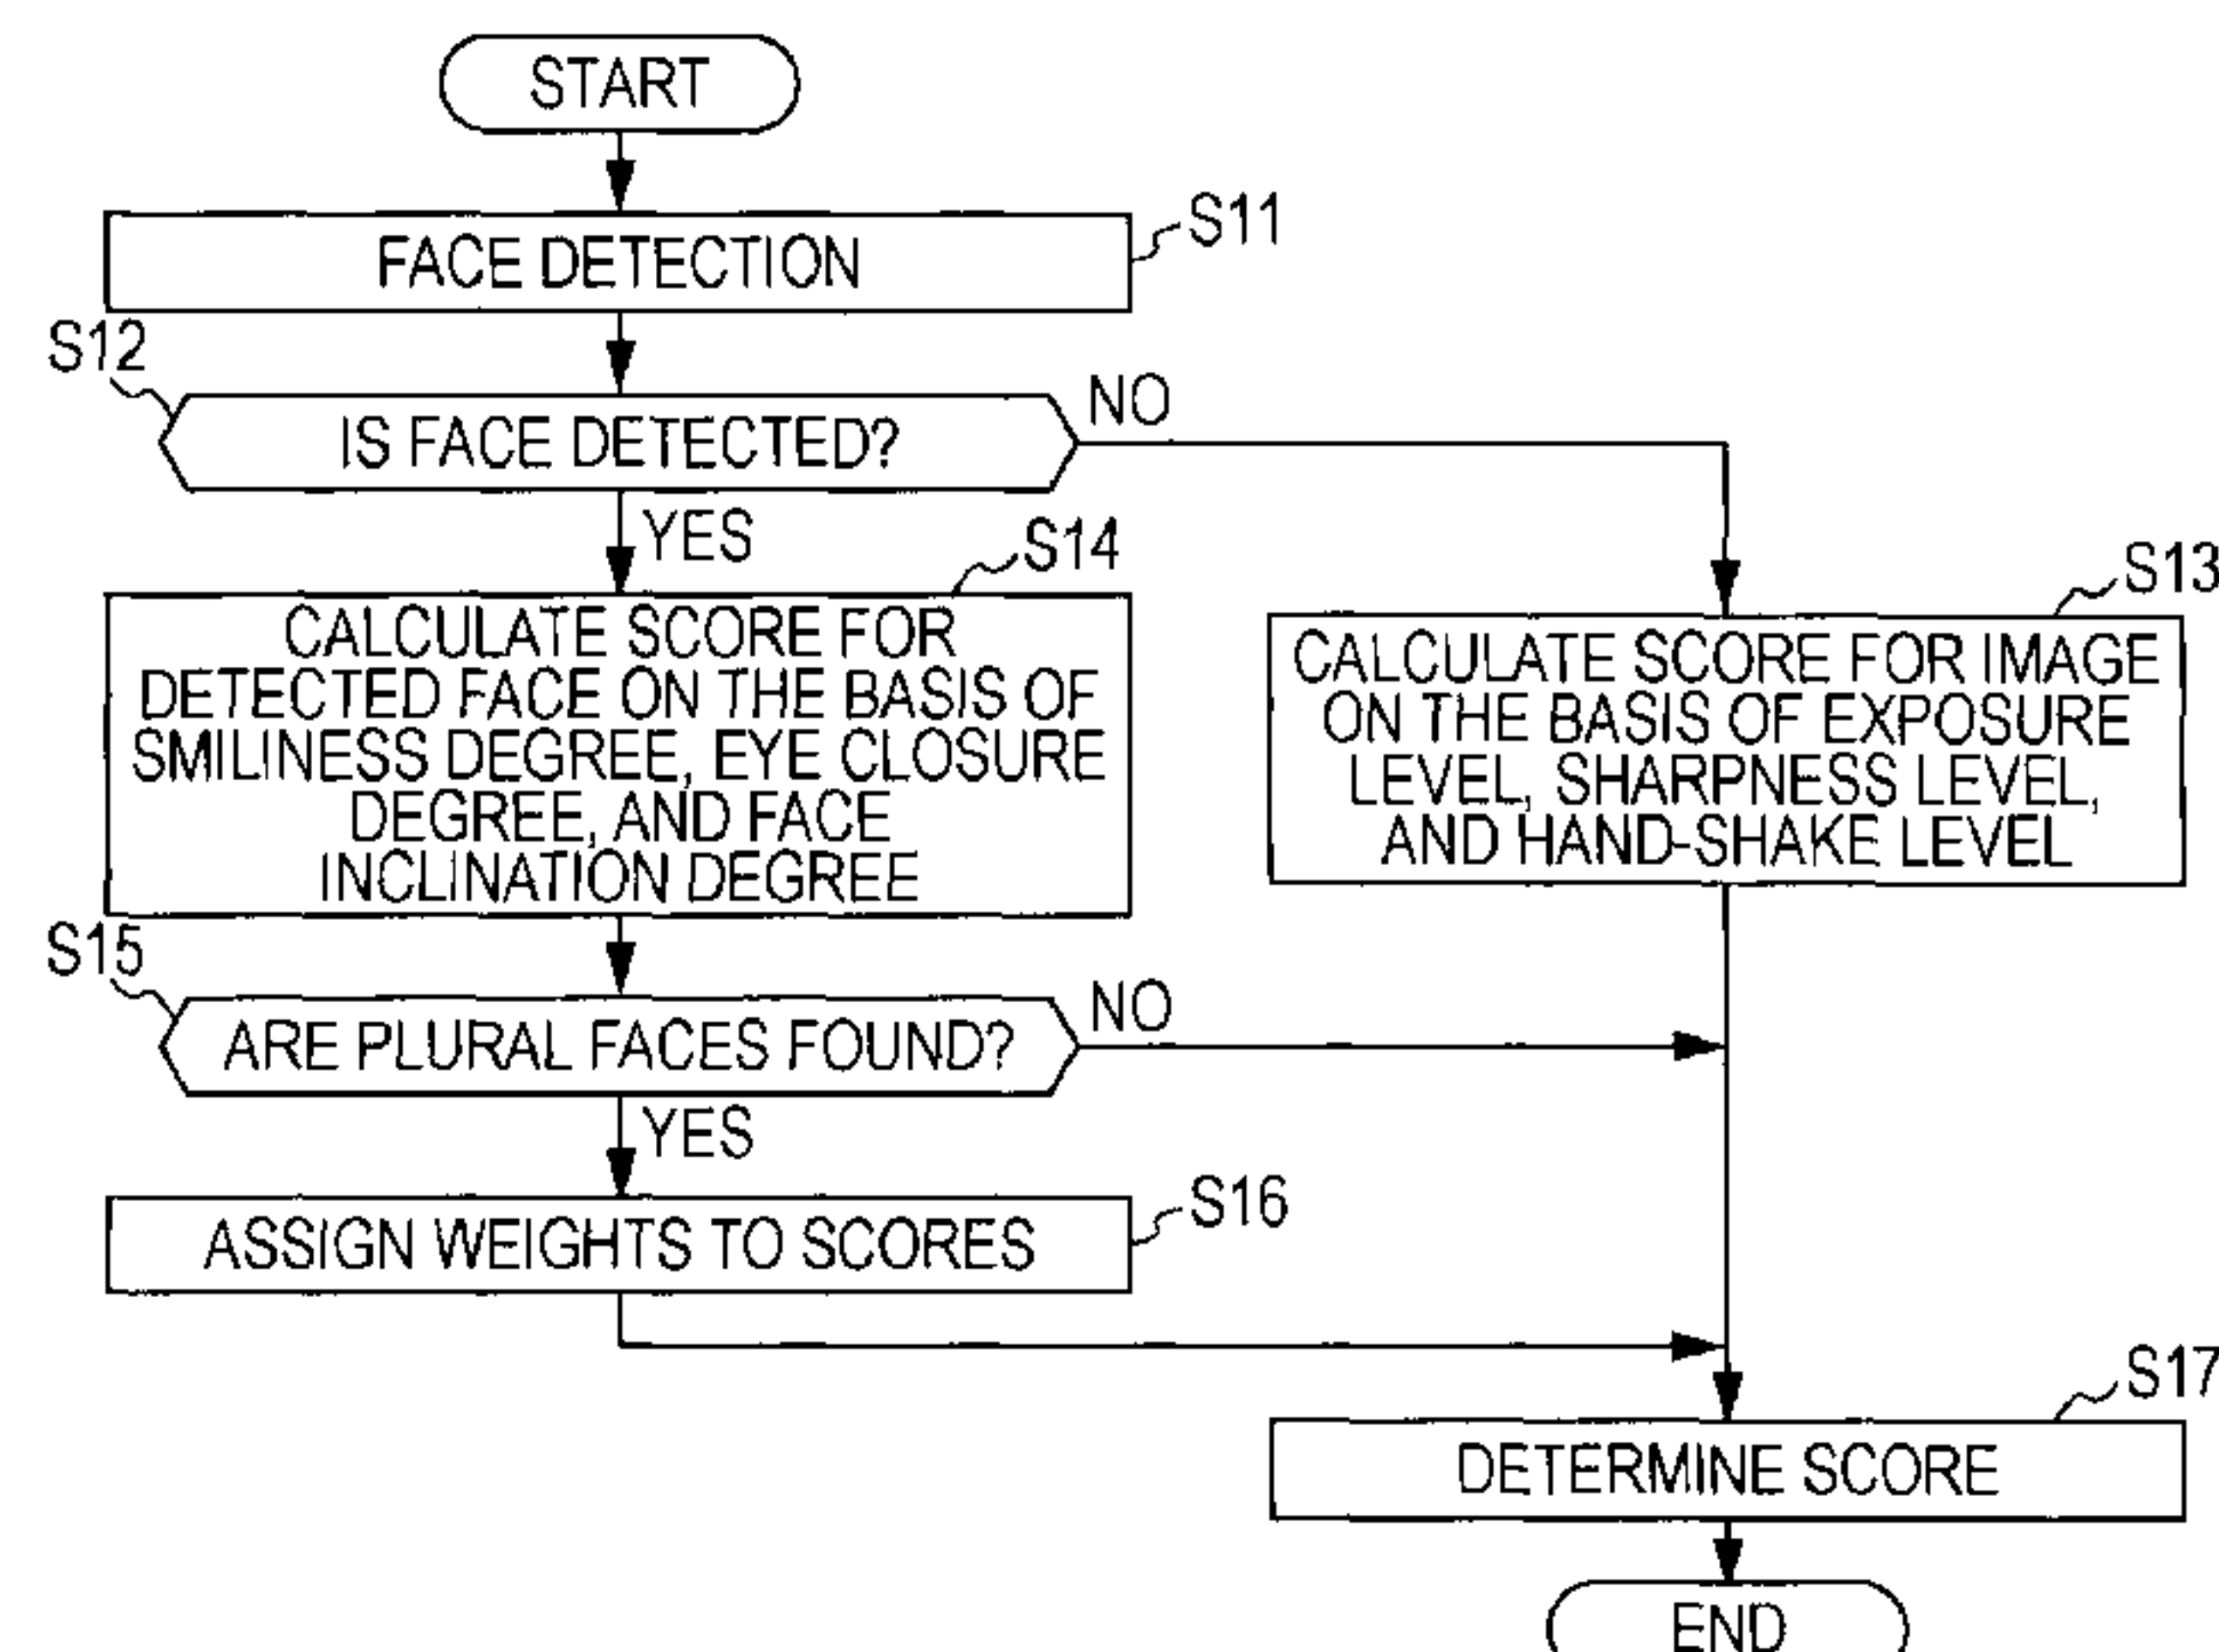 START
FACE DETECTION
S11
S12
IS FACE DETECTED?
NO
YES
S14
CALCULATE SCORE FOR
DETECTED FACE ON THE BASIS OF
SMILINESS DEGREE, EYE CLOSURE
DEGREE, AND FACE
INCLINATION DEGREE
S13
CALCULATE SCORE FOR IMAGE
ON THE BASIS OF EXPOSURE
LEVEL, SHARPNESS LEVEL,
AND HAND-SHAKE LEVEL
S15
ARE PLURAL FACES FOUND?
NO
YES
S16
ASSIGN WEIGHTS TO SCORES
S17
DETERMINE SCORE
END